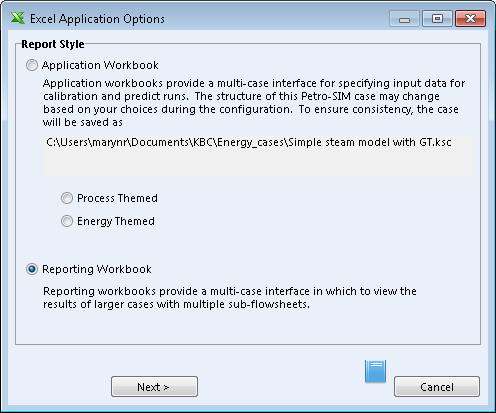 Excel Application Options
Report Style
Application Workbook
Application workbooks provide a multi-case interface for specifying input data for
calibration and predict runs.  The structure of this Petro-SIM case may change
based on your choices during the configuration.  To ensure consistency, the case
will be saved as
C:\Users\marynr\Documents\KBC\Energy_cases\Simple steam model with GT.ksc
Process Themed
Energy Themed
Reporting Workbook
Reporting workbooks provide a multi-case interface in which to view the
results of larger cases with multiple sub-flowsheets.
Next >
Cancel